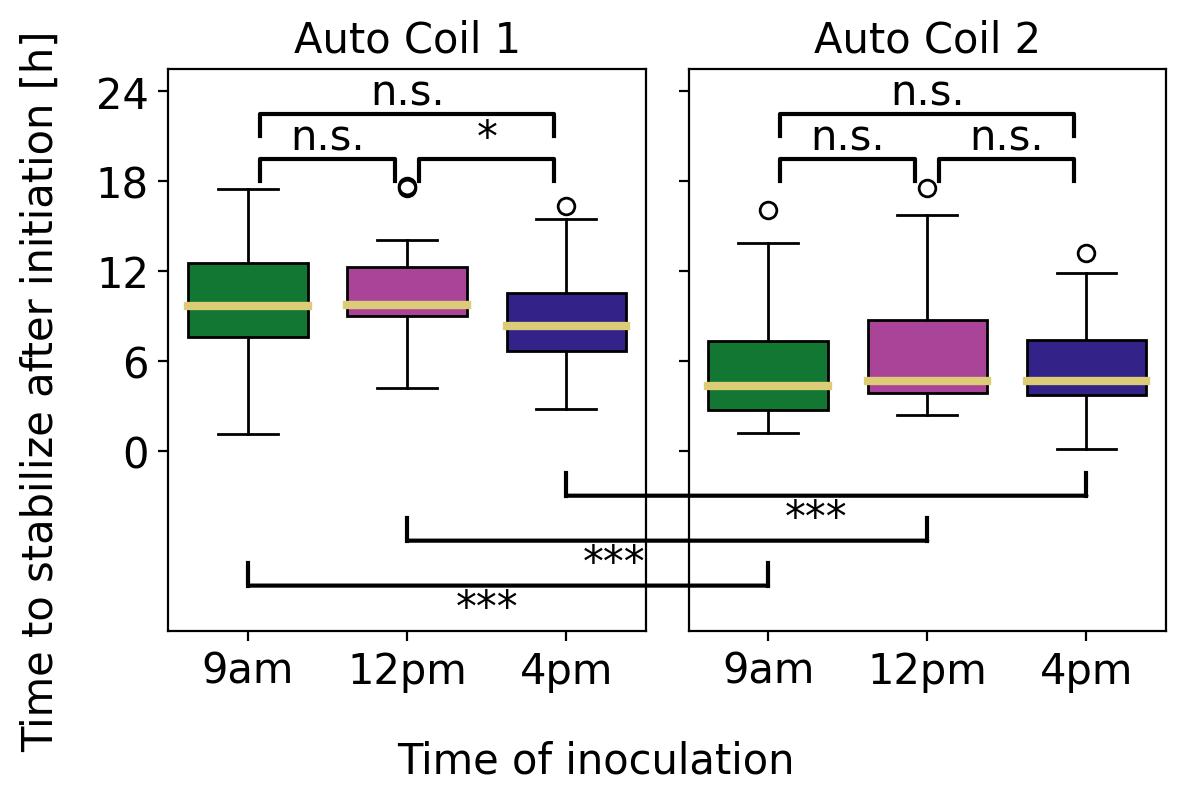 Auto Coil 1
Auto Coil 2
Time to stabilize after initiation [h]
24
18
12
6
0
n.s.
n.s.
*
n.s.
n.s.
n.s.
***
***
***
9am
12pm
4pm
9am
12pm
4pm
Time of inoculation